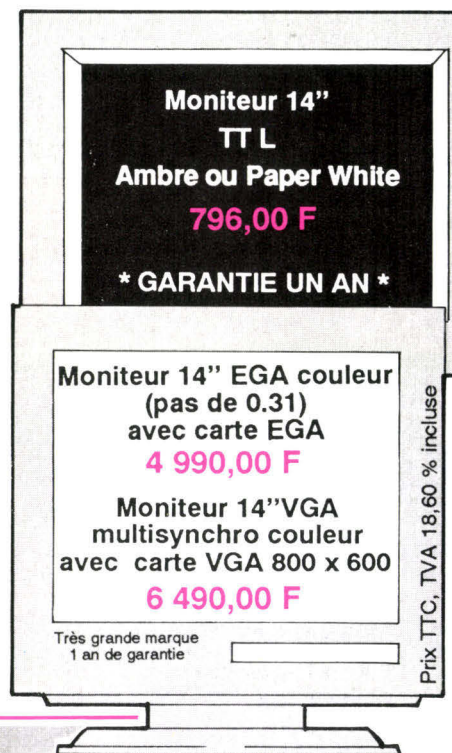 Moniteur 14"
TT L
Ambre ou Paper White
796,00 F
* GARANTIE UN AN *
Moniteur 14'' EGA couleur
(pas de 0.31)
avec carte EGA
4 990,00 F
Moniteur 14''VGA
multisynchro couleur
avec  carte VGA 800 x 600
6 490,00 F
Très grande marque
1 an de garantie
Prix TTC, TVA 18,60 % incluse